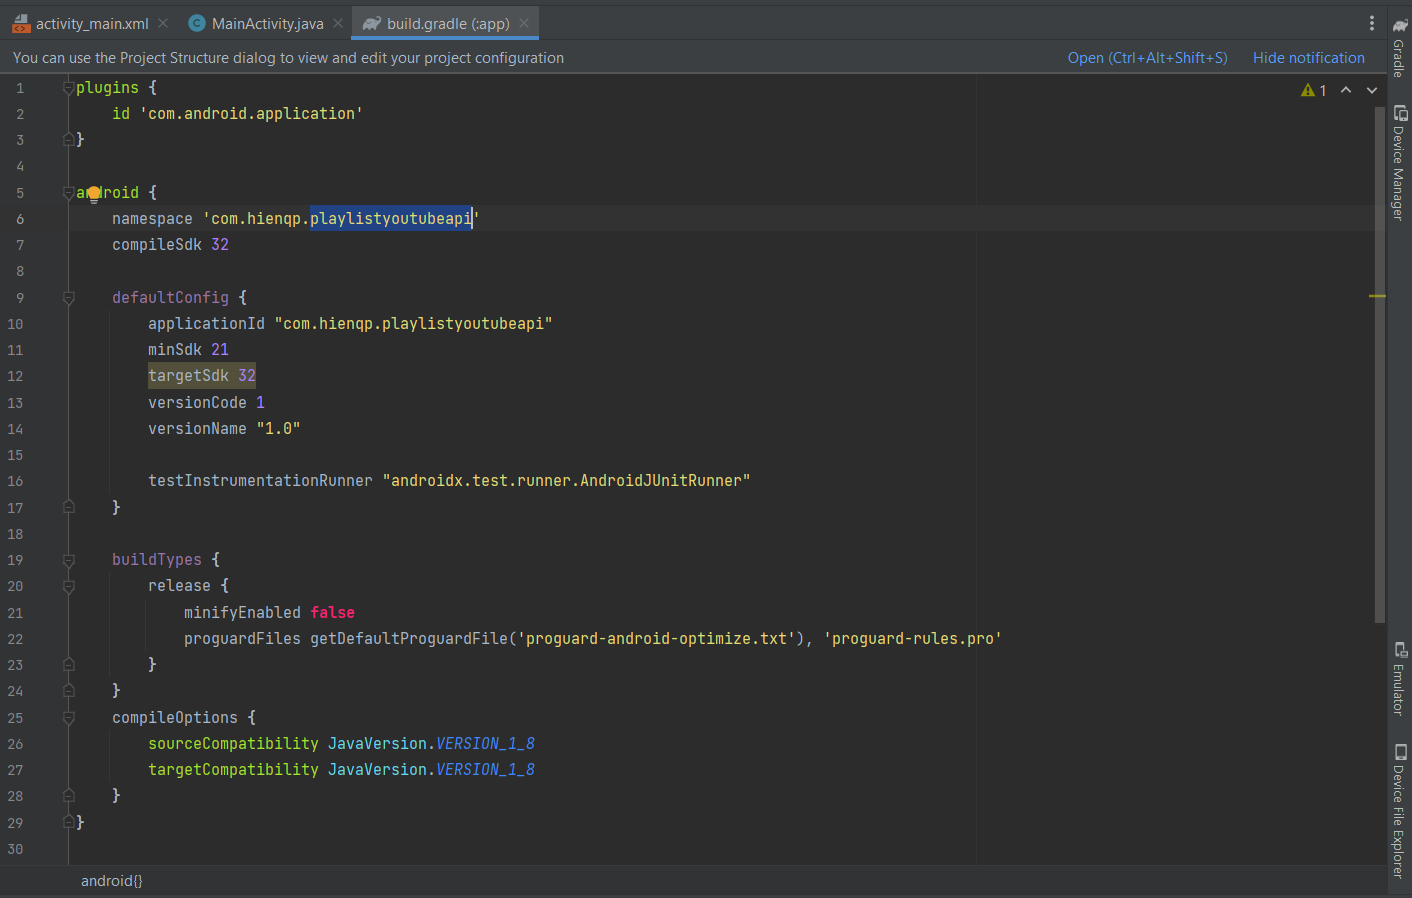 activity_main.xml MainActivity.java build.gradle (:app)
You can use the Project Structure dialog to view and edit your project configuration Open (Ctrl+Alt+Shift+S) Hide notification
1 plugins {
2 id 'com.android.application'
3 }
4
5 android {
6 namespace 'com.hienqp.playlistyoutubeapi'
7 compileSdk 32
8
9 defaultConfig {
10 applicationId "com.hienqp.playlistyoutubeapi"
11 minSdk 21
12 targetSdk 32
13 versionCode 1
14 versionName "1.0"
15
16 testInstrumentationRunner "androidx.test.runner.AndroidJUnitRunner"
17 }
18
19 buildTypes {
20 release {
21 minifyEnabled false
22 proguardFiles getDefaultProguardFile('proguard-android-optimize.txt'), 'proguard-rules.pro'
23 }
24 }
25 compileOptions {
26 sourceCompatibility JavaVersion.VERSION_1_8
27 targetCompatibility JavaVersion.VERSION_1_8
28 }
29 }
30
android{}
1
Gradle
Device Manager
Emulator
Device File Explorer